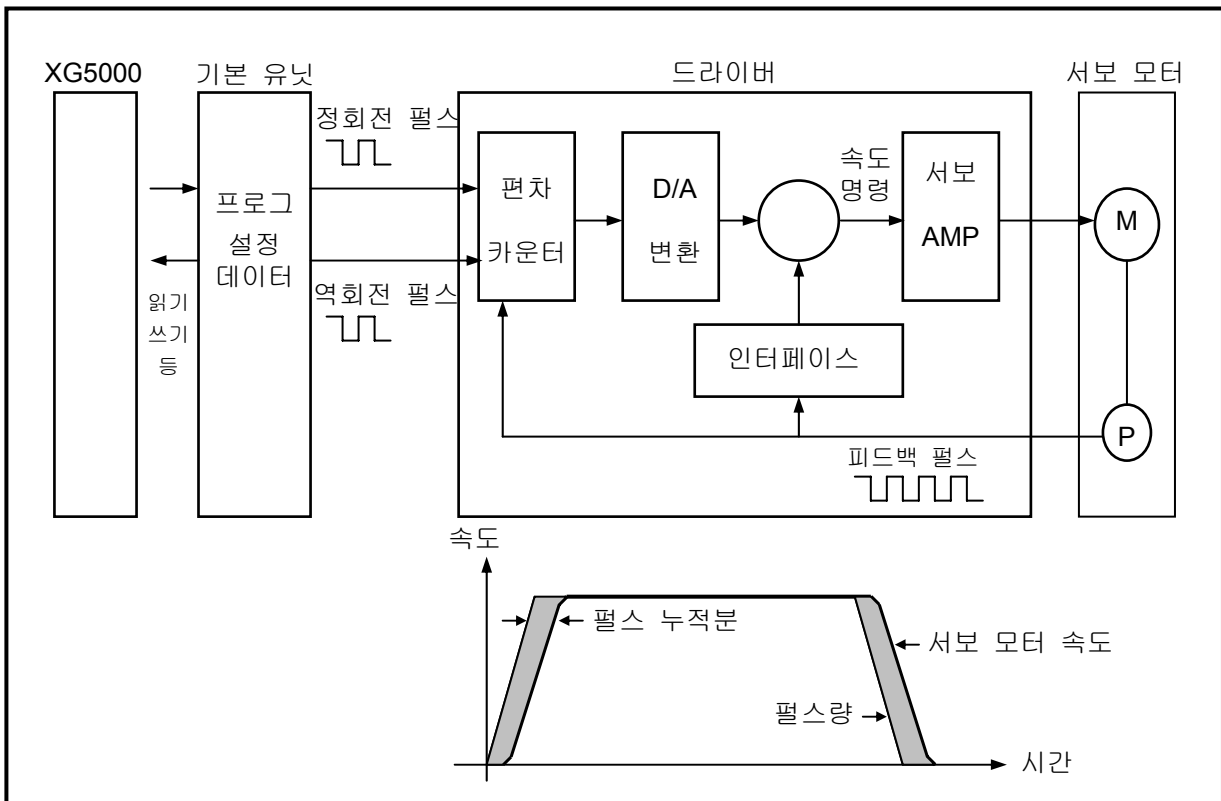 XG5000
기본 유닛
드라이버
서보 모터
정회전 펄스
프로그
설정
데이터
읽기
쓰기
등
역회전 펄스
편차
카운터
D/A
변환
속도
명령
서보
AMP
M
인터페이스
P
피드백 펄스
속도
펄스 누적분
서보 모터 속도
펄스량
시간